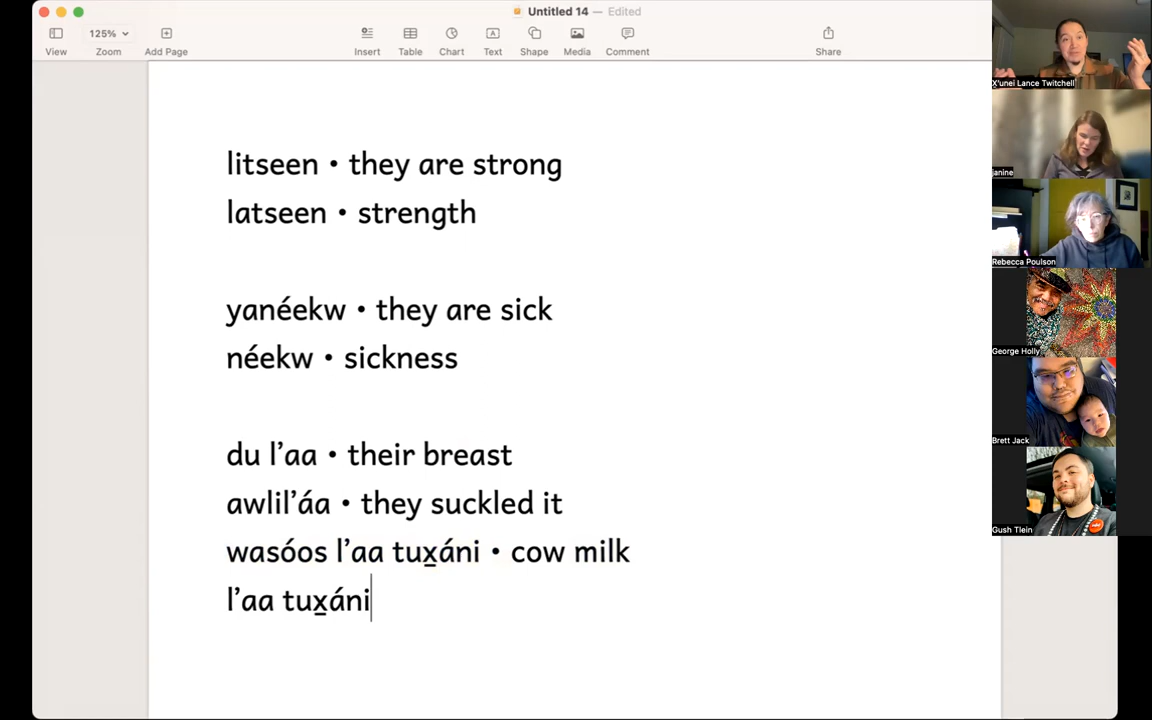 Untitled 14 — Edited
125%
View
Zoom
Add Page
Insert
Table
Chart
Text
Shape
Media
Comment
Share
litseen • they are strong
latseen • strength
yanéekw • they are sick
néekw • sickness
du l’aa • their breast
awlil’áa • they suckled it
wasóos l’aa tux̲áni • cow milk
l’aa tux̲áni
X̲'unei Lance Twitchell
janine
Rebecca Poulson
George Holly
Brett Jack
Gush Tlein